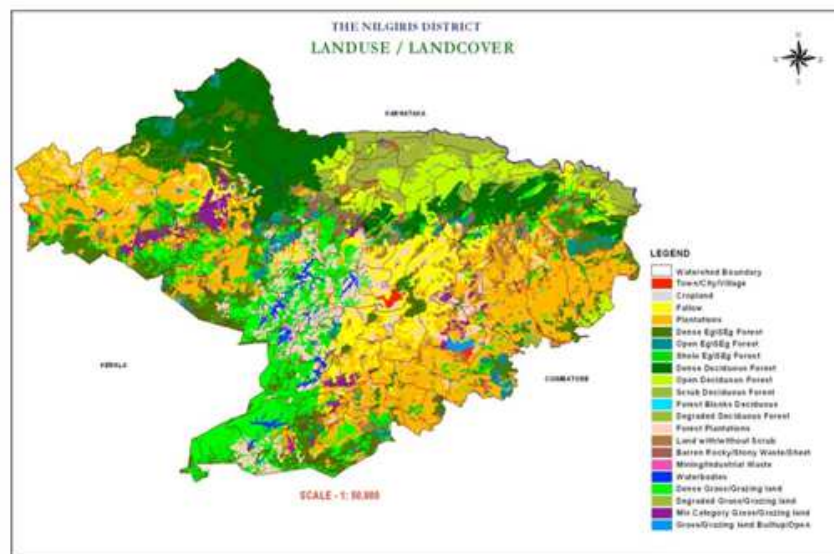 THE NILGIRIS DISTRICT
LANDUSE / LANDCOVER
KARNATAKA
KERALA
COIMBATORE
SCALE - 1: 50,000
LEGEND
Watershed Boundary
Town/City/Village
Cropland
Fallow
Plantations
Dense Eg/SEg Forest
Open Eg/SEg Forest
Shola Eg/SEg Forest
Dense Deciduous Forest
Open Deciduous Forest
Scrub Deciduous Forest
Forest Blanks Deciduous
Degraded Deciduous Forest
Forest Plantations
Land with/without Scrub
Barren Rocky/Stony Waste/Sheet
Mining/Industrial Waste
Waterbodies
Dense Grass/Grazing land
Degraded Grass/Grazing land
Mix Category Grass/Grazing land
Grass/Grazing land Builtup/Open